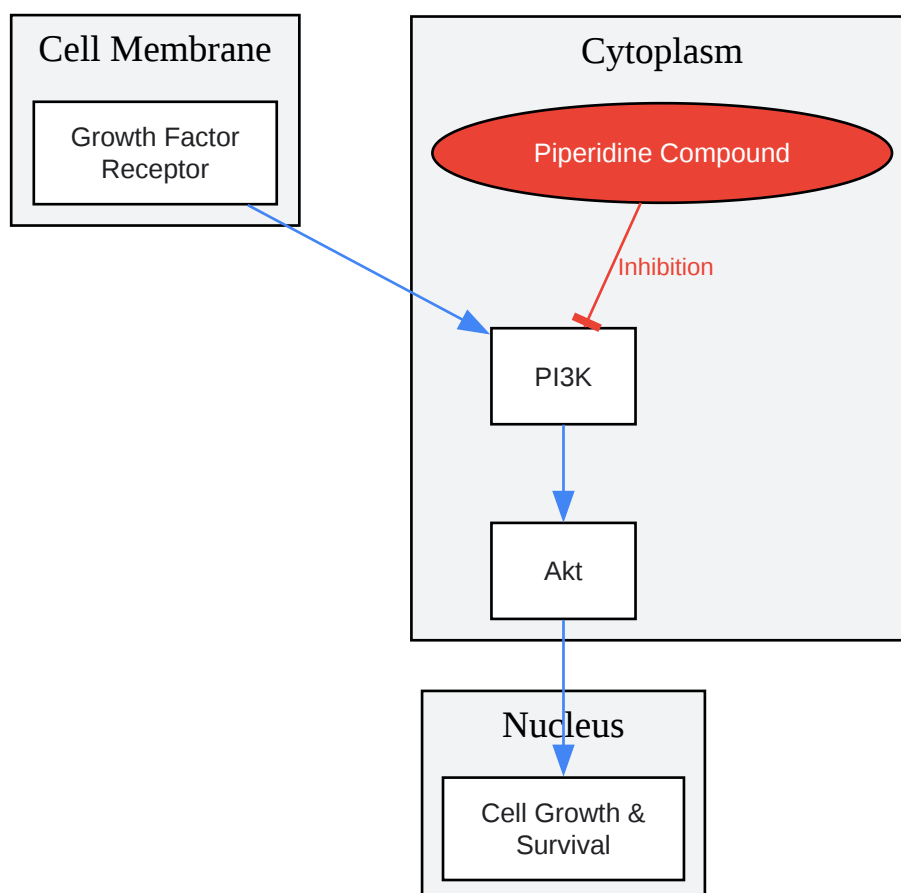 Cell Membrane
Growth Factor
Receptor
Cytoplasm
Piperidine Compound
Inhibition
PI3K
Akt
Nucleus
Cell Growth &
Survival